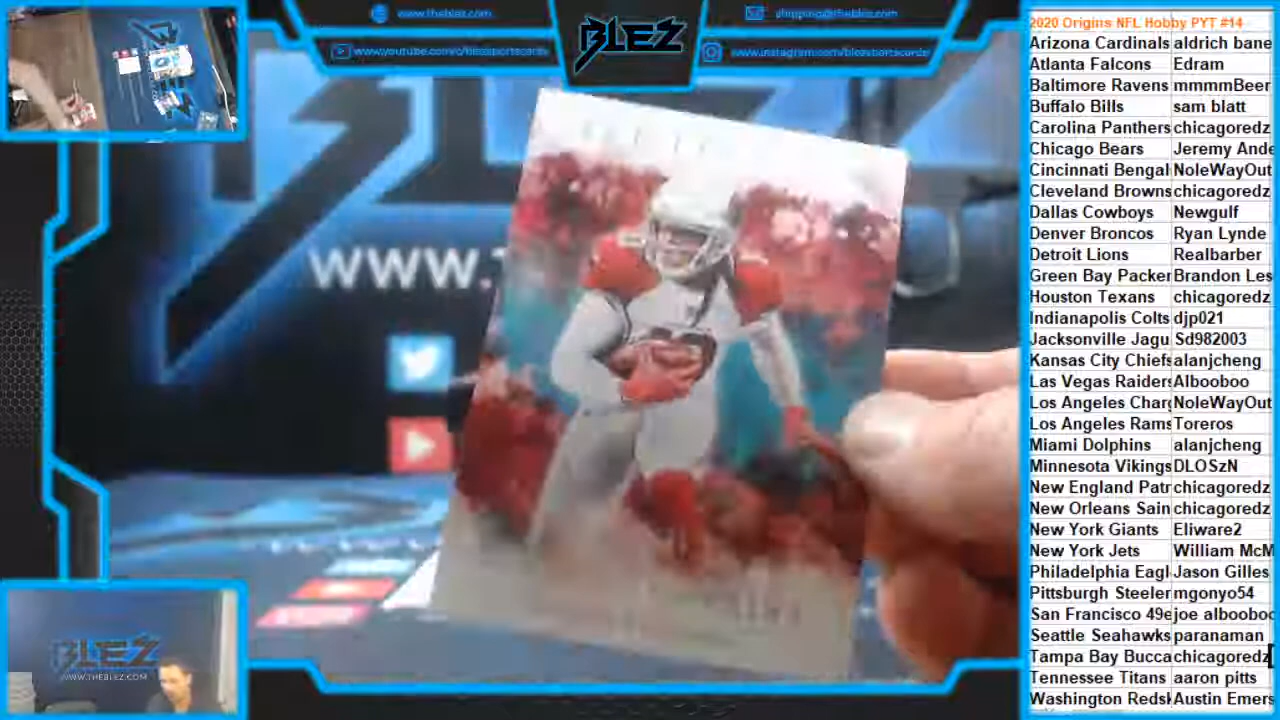 www.theblez.com
shipping@theblez.com
BLEZ
www.youtube.com/c/blezsportscards
www.instagram.com/blezsportscards
WWW.
BLEZ
WWW.THEBLEZ.COM
2020 Origins NFL Hobby PYT #14
Arizona Cardinals aldrich bane
Atlanta Falcons Edram
Baltimore Ravens mmmmBeer
Buffalo Bills sam blatt
Carolina Panthers chicagoredz
Chicago Bears Jeremy Ande
Cincinnati Bengal NoleWayOut
Cleveland Browns chicagoredz
Dallas Cowboys Newgulf
Denver Broncos Ryan Lynde
Detroit Lions Realbarber
Green Bay Packer Brandon Les
Houston Texans chicagoredz
Indianapolis Colts djp021
Jacksonville Jagu Sd982003
Kansas City Chiefs alanjcheng
Las Vegas Raiders Albooboo
Los Angeles Charg NoleWayOut
Los Angeles Rams Toreros
Miami Dolphins alanjcheng
Minnesota Vikings DLOSzN
New England Patr chicagoredz
New Orleans Sain chicagoredz
New York Giants Eliware2
New York Jets William McM
Philadelphia Eagl Jason Gilles
Pittsburgh Steeler mgonyo54
San Francisco 49e joe albooboo
Seattle Seahawks paranaman
Tampa Bay Bucca chicagoredz
Tennessee Titans aaron pitts
Washington Redsk Austin Emers